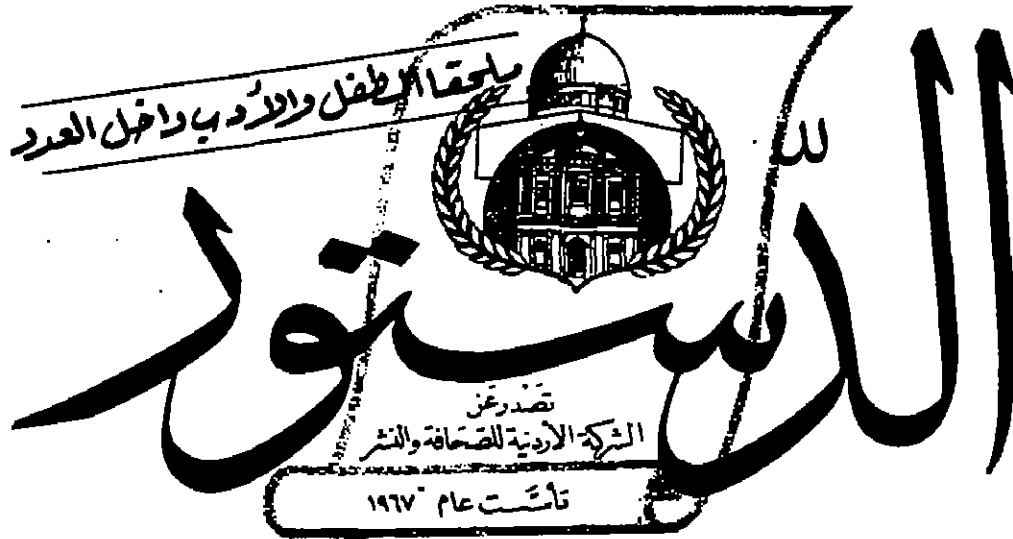 ملحقا الطفل والأدب داخل العدد
الدستور
تصدر عن
الشركة الأردنية للصحافة والنشر
تأسست عام ١٩٦٧